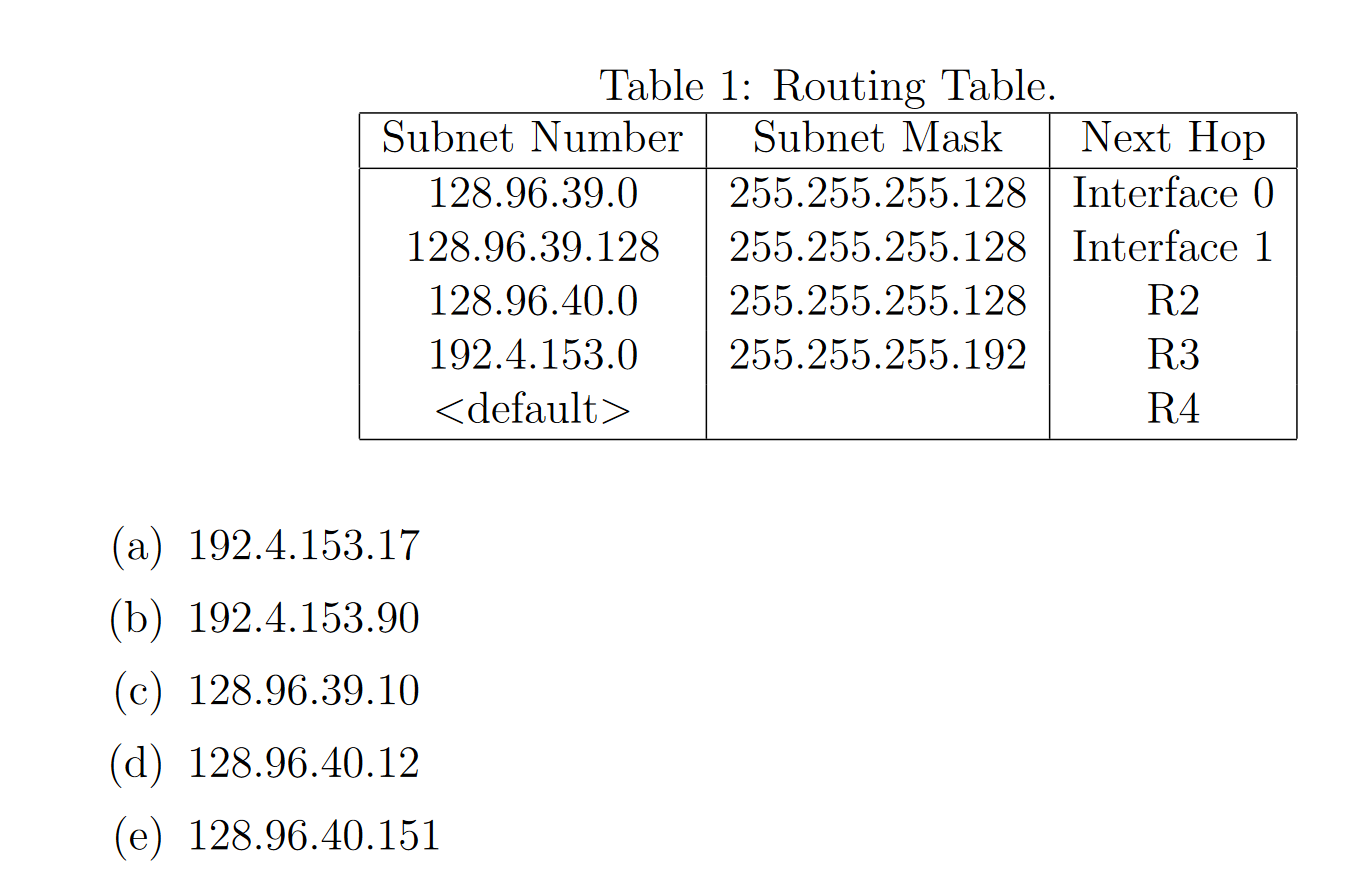 Table 1: Routing Table.
Subnet Number Subnet Mask Next Hop
128.96.39.0 255.255.255.128 Interface 0
128.96.39.128 255.255.255.128 Interface 1
128.96.40.0 255.255.255.128 R2
192.4.153.0 255.255.255.192 R3
<default> R4
(a) 192.4.153.17
(b) 192.4.153.90
(c) 128.96.39.10
(d) 128.96.40.12
(e) 128.96.40.151